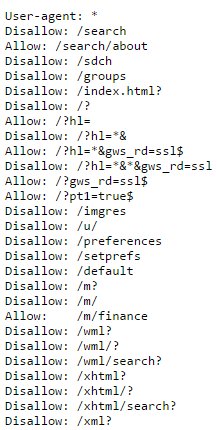 User-agent: *
Disallow: /search
Allow: /search/about
Disallow: /sdch
Disallow: /groups
Disallow: /index.html?
Disallow: /?
Allow: /?hl=
Disallow: /?hl=*&
Allow: /?hl=*&gws_rd=ssl$
Disallow: /?hl=*&*&gws_rd=ssl
Allow: /?gws_rd=ssl$
Allow: /?pt1=true$
Disallow: /imgres
Disallow: /u/
Disallow: /preferences
Disallow: /setprefs
Disallow: /default
Disallow: /m?
Disallow: /m/
Allow:    /m/finance
Disallow: /wml?
Disallow: /wml/?
Disallow: /wml/search?
Disallow: /xhtml?
Disallow: /xhtml/?
Disallow: /xhtml/search?
Disallow: /xml?